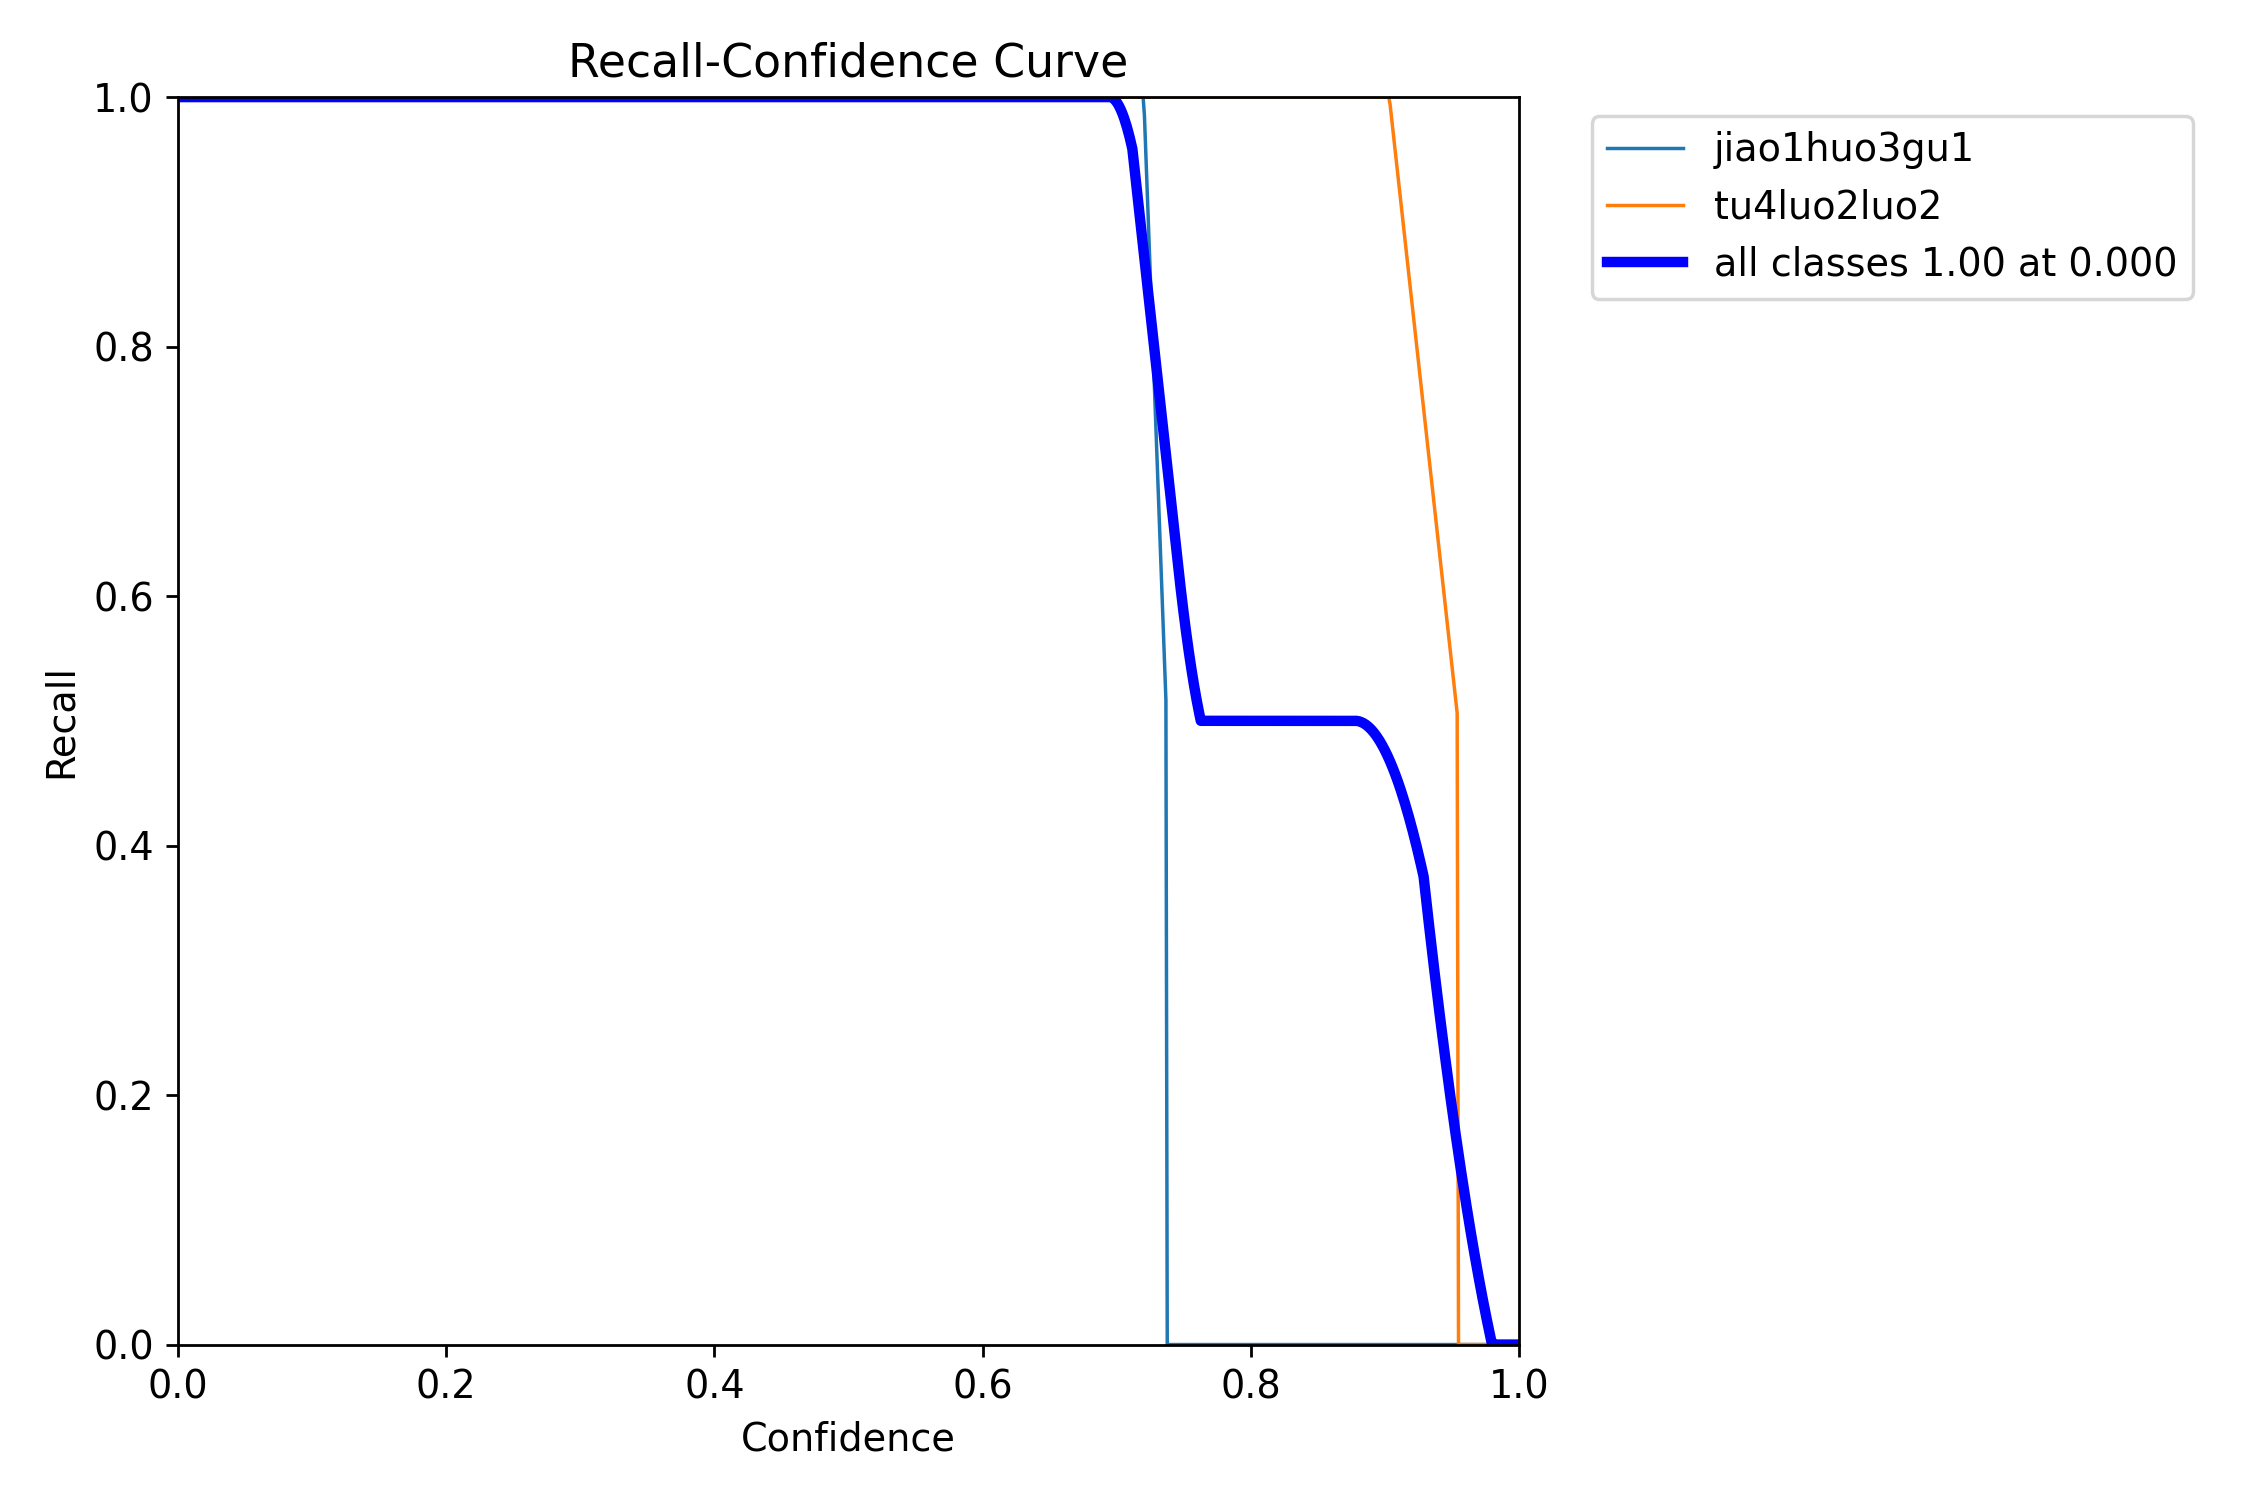 Recall-Confidence Curve
1.0
0.8
0.6
0.4
0.2
0.0
Recall
0.0 0.2 0.4 0.6 0.8 1.0
Confidence
jiao1huo3gu1
tu4luo2luo2
all classes 1.00 at 0.000